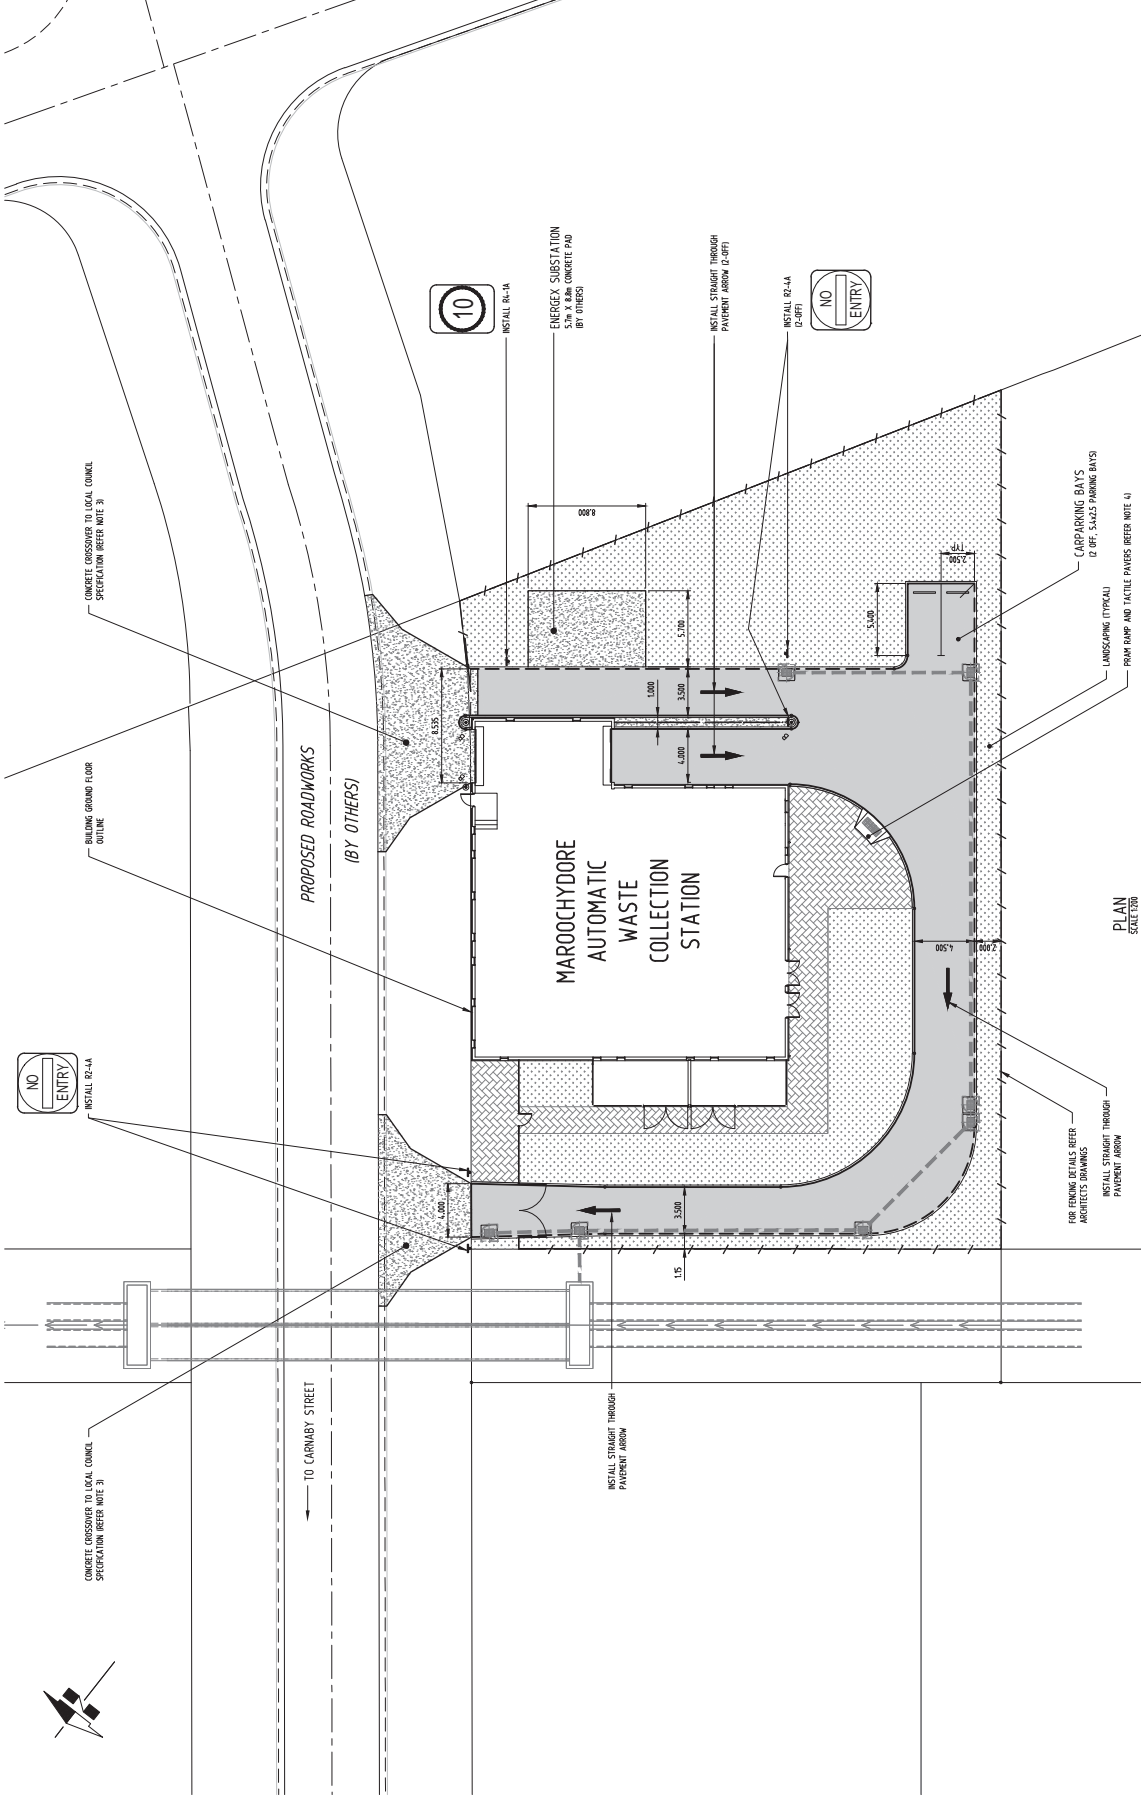 CONCRETE CROSSOVER TO LOCAL COUNCIL
SPECIFICATION (REFER NOTE 3)
NO
ENTRY
INSTALL R2-4A
BUILDING GROUND FLOOR
OUTLINE
CONCRETE CROSSOVER TO LOCAL COUNCIL
SPECIFICATION (REFER NOTE 3)
TO CARNABY STREET
PROPOSED ROADWORKS
(BY OTHERS)
10
INSTALL R4-1A
ENERGEX SUBSTATION
5.7m X 8.8m CONCRETE PAD
(BY OTHERS)
INSTALL STRAIGHT THROUGH
PAVEMENT ARROW (2-OFF)
INSTALL R2-4A
(2-OFF)
NO
ENTRY
4.000
8.535
8.800
5.700
1.000
3.500
4.000
5.400
2.500
TYP
MAROOCHYDORE
AUTOMATIC
WASTE
COLLECTION
STATION
3.500
1.15
4.500
2.000
INSTALL STRAIGHT THROUGH
PAVEMENT ARROW
FOR FENCING DETAILS REFER
ARCHITECTS DRAWINGS
INSTALL STRAIGHT THROUGH
PAVEMENT ARROW
CARPARKING BAYS
(2 OFF, 5.4x2.5 PARKING BAYS)
LANDSCAPING (TYPICAL)
PRAM RAMP AND TACTILE PAVERS (REFER NOTE 4)
PLAN
SCALE 1:200